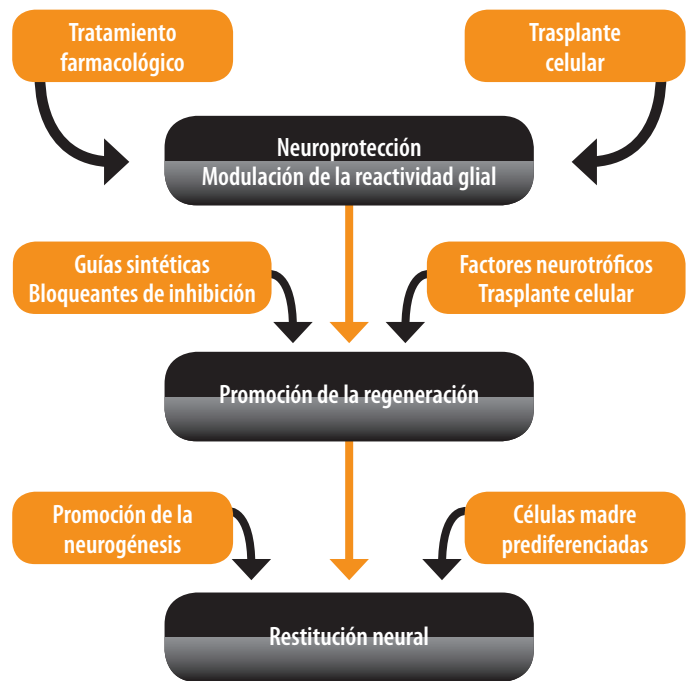 Tratamiento
farmacológico
Trasplante
celular
Neuroprotección
Modulación de la reactividad glial
Guías sintéticas
Bloqueantes de inhibición
Factores neurotróficos
Trasplante celular
Promoción de la regeneración
Promoción de la
neurogénesis
Células madre
prediferenciadas
Restitución neural